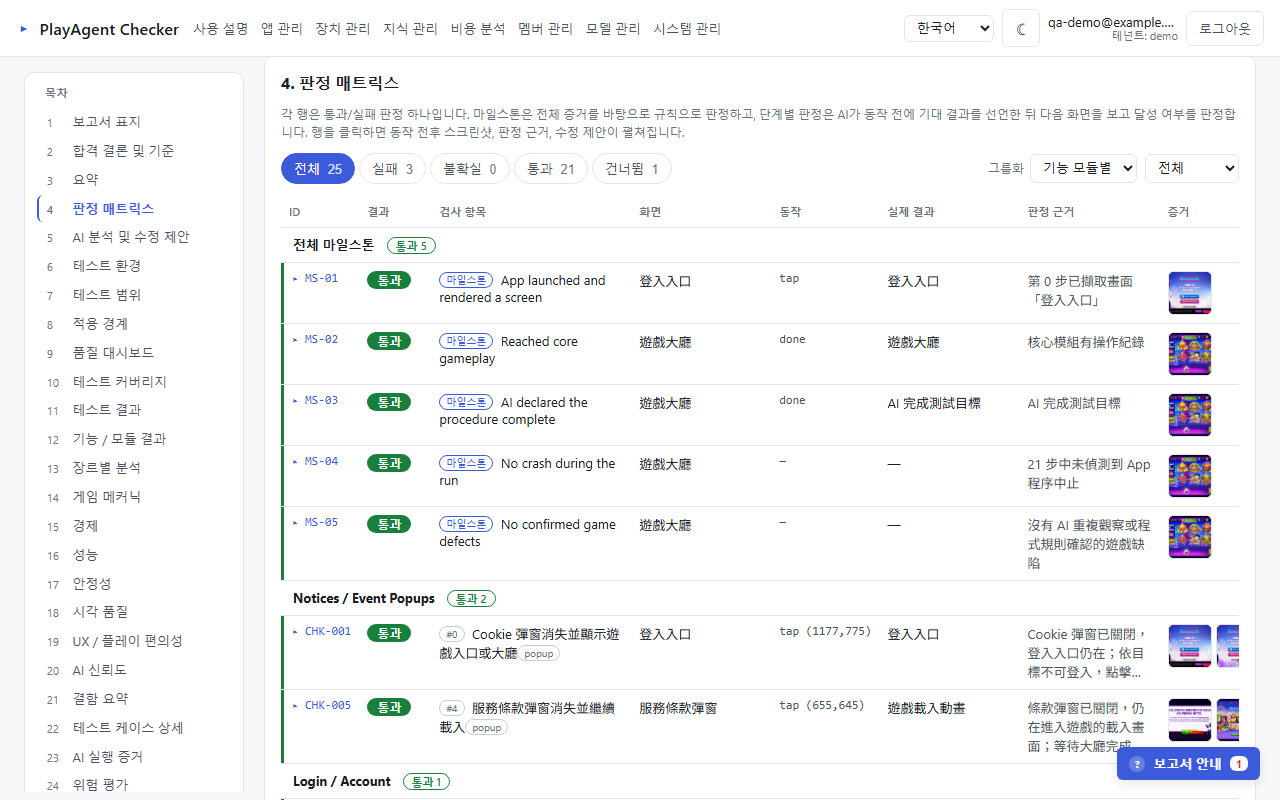 PlayAgent Checker 사용 설명 앱 관리 장치 관리 지식 관리 비용 분석 멤버 관리 모델 관리 시스템 관리 한국어 qa-demo@example.... 테넌트: demo 로그아웃
목차
1 보고서 표지
2 합격 결론 및 기준
3 요약
4 판정 매트릭스
5 AI 분석 및 수정 제안
6 테스트 환경
7 테스트 범위
8 적용 경계
9 품질 대시보드
10 테스트 커버리지
11 테스트 결과
12 기능 / 모듈 결과
13 장르별 분석
14 게임 메커닉
15 경제
16 성능
17 안정성
18 시각 품질
19 UX / 플레이 편의성
20 AI 신뢰도
21 결함 요약
22 테스트 케이스 상세
23 AI 실행 증거
24 위험 평가
4. 판정 매트릭스
각 행은 통과/실패 판정 하나입니다. 마일스톤은 전체 증거를 바탕으로 규칙으로 판정하고, 단계별 판정은 AI가 동작 전에 기대 결과를 선언한 뒤 다음 화면을 보고 달성 여부를 판정합
니다. 행을 클릭하면 동작 전후 스크린샷, 판정 근거, 수정 제안이 펼쳐집니다.
전체 25 실패 3 불확실 0 통과 21 건너뜀 1 그룹화 기능 모듈별 전체
ID 결과 검사 항목 화면 동작 실제 결과 판정 근거 증거
전체 마일스톤 통과 5
MS-01 통과 마일스톤 App launched and 登入入口 tap 登入入口 第 0 步已擷取畫面
rendered a screen 「登入入口」
MS-02 통과 마일스톤 Reached core 遊戲大廳 done 遊戲大廳 核心模組有操作紀錄
gameplay
MS-03 통과 마일스톤 AI declared the 遊戲大廳 done AI 完成測試目標 AI 完成測試目標
procedure complete
MS-04 통과 마일스톤 No crash during the 遊戲大廳 – — 21 步中未偵測到 App
run 程序中止
MS-05 통과 마일스톤 No confirmed game 遊戲大廳 – — 沒有 AI 重複觀察或程
defects 式規則確認的遊戲缺
陷
Notices / Event Popups 통과 2
CHK-001 통과 #0 Cookie 彈窗消失並顯示遊 登入入口 tap (1177,775) 登入入口 Cookie 彈窗已關閉，
戲入口或大廳 popup 登入入口仍在；依目
標不可登入，點擊...
CHK-005 통과 #4 服務條款彈窗消失並繼續 服務條款彈窗 tap (655,645) 遊戲載入動畫 條款彈窗已關閉，仍
載入 popup 在進入遊戲的載入畫
面；等待大廳完成
Login / Account 통과 1
? 보고서 안내 1